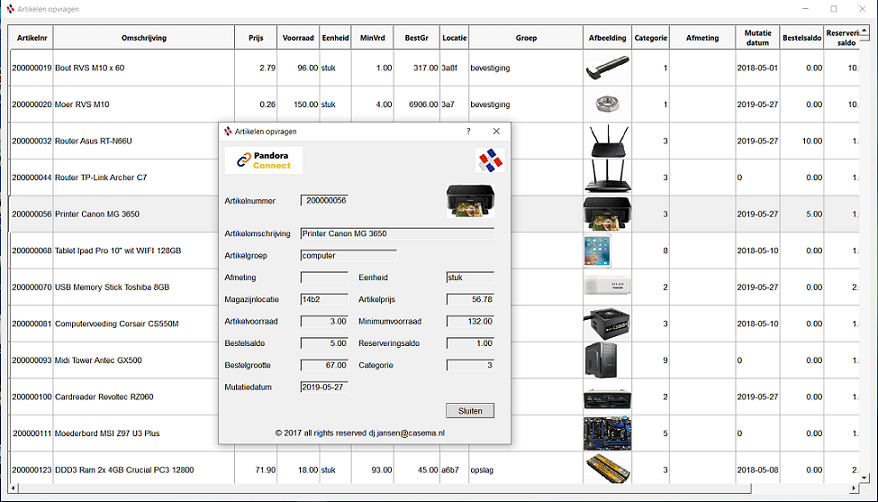 Artikelen opvragen
Artikelnr Omschrijving Prijs Voorraad Eenheid MinVrd BestGr Locatie Groep Afbeelding Categorie Afmeting Mutatie datum Bestelsaldo Reserveri saldo
200000019 Bout RVS M10 x 60 2.79 96.00 stuk 1.00 317.00 3a8f bevestiging 1 2018-05-01 0.00 10.
200000020 Moer RVS M10 0.26 150.00 stuk 4.00 6906.00 3a7 bevestiging 1 2019-05-27 0.00 10.
200000032 Router Asus RT-N66U 3 2019-05-27 10.00 1.
200000044 Router TP-Link Archer C7 3 0 0.00 1.
200000056 Printer Canon MG 3650 3 2019-05-27 5.00 1.
200000068 Tablet Ipad Pro 10" wit WIFI 128GB 8 2018-05-10 0.00 1.
200000070 USB Memory Stick Toshiba 8GB 2 2019-05-27 0.00 2.
200000081 Computervoeding Corsair CS550M 3 2018-05-10 0.00 1.
200000093 Midi Tower Antec GX500 9 0 0.00 1.
200000100 Cardreader Revoltec RZ060 2 2019-05-27 0.00 2.
200000111 Moederbord MSI Z97 U3 Plus 5 0 0.00 1.
200000123 DDD3 Ram 2x 4GB Crucial PC3 12800 71.90 18.00 stuk 93.00 45.00 a6b7 opslag 3 2018-05-08 0.00 2.
Artikelen opvragen ?
Pandora
Connect
Artikelnummer 200000056
Artikelomschrijving Printer Canon MG 3650
Artikelgroep computer
Afmeting Eenheid stuk
Magazijnlocatie 14b2 Artikelprijs 56.78
Artikelvoorraad 3.00 Minimumvoorraad 132.00
Bestelsaldo 5.00 Reserveringsaldo 1.00
Bestelgrootte 67.00 Categorie 3
Mutatiedatum 2019-05-27
Sluiten
© 2017 all rights reserved dj.jansen@casema.nl